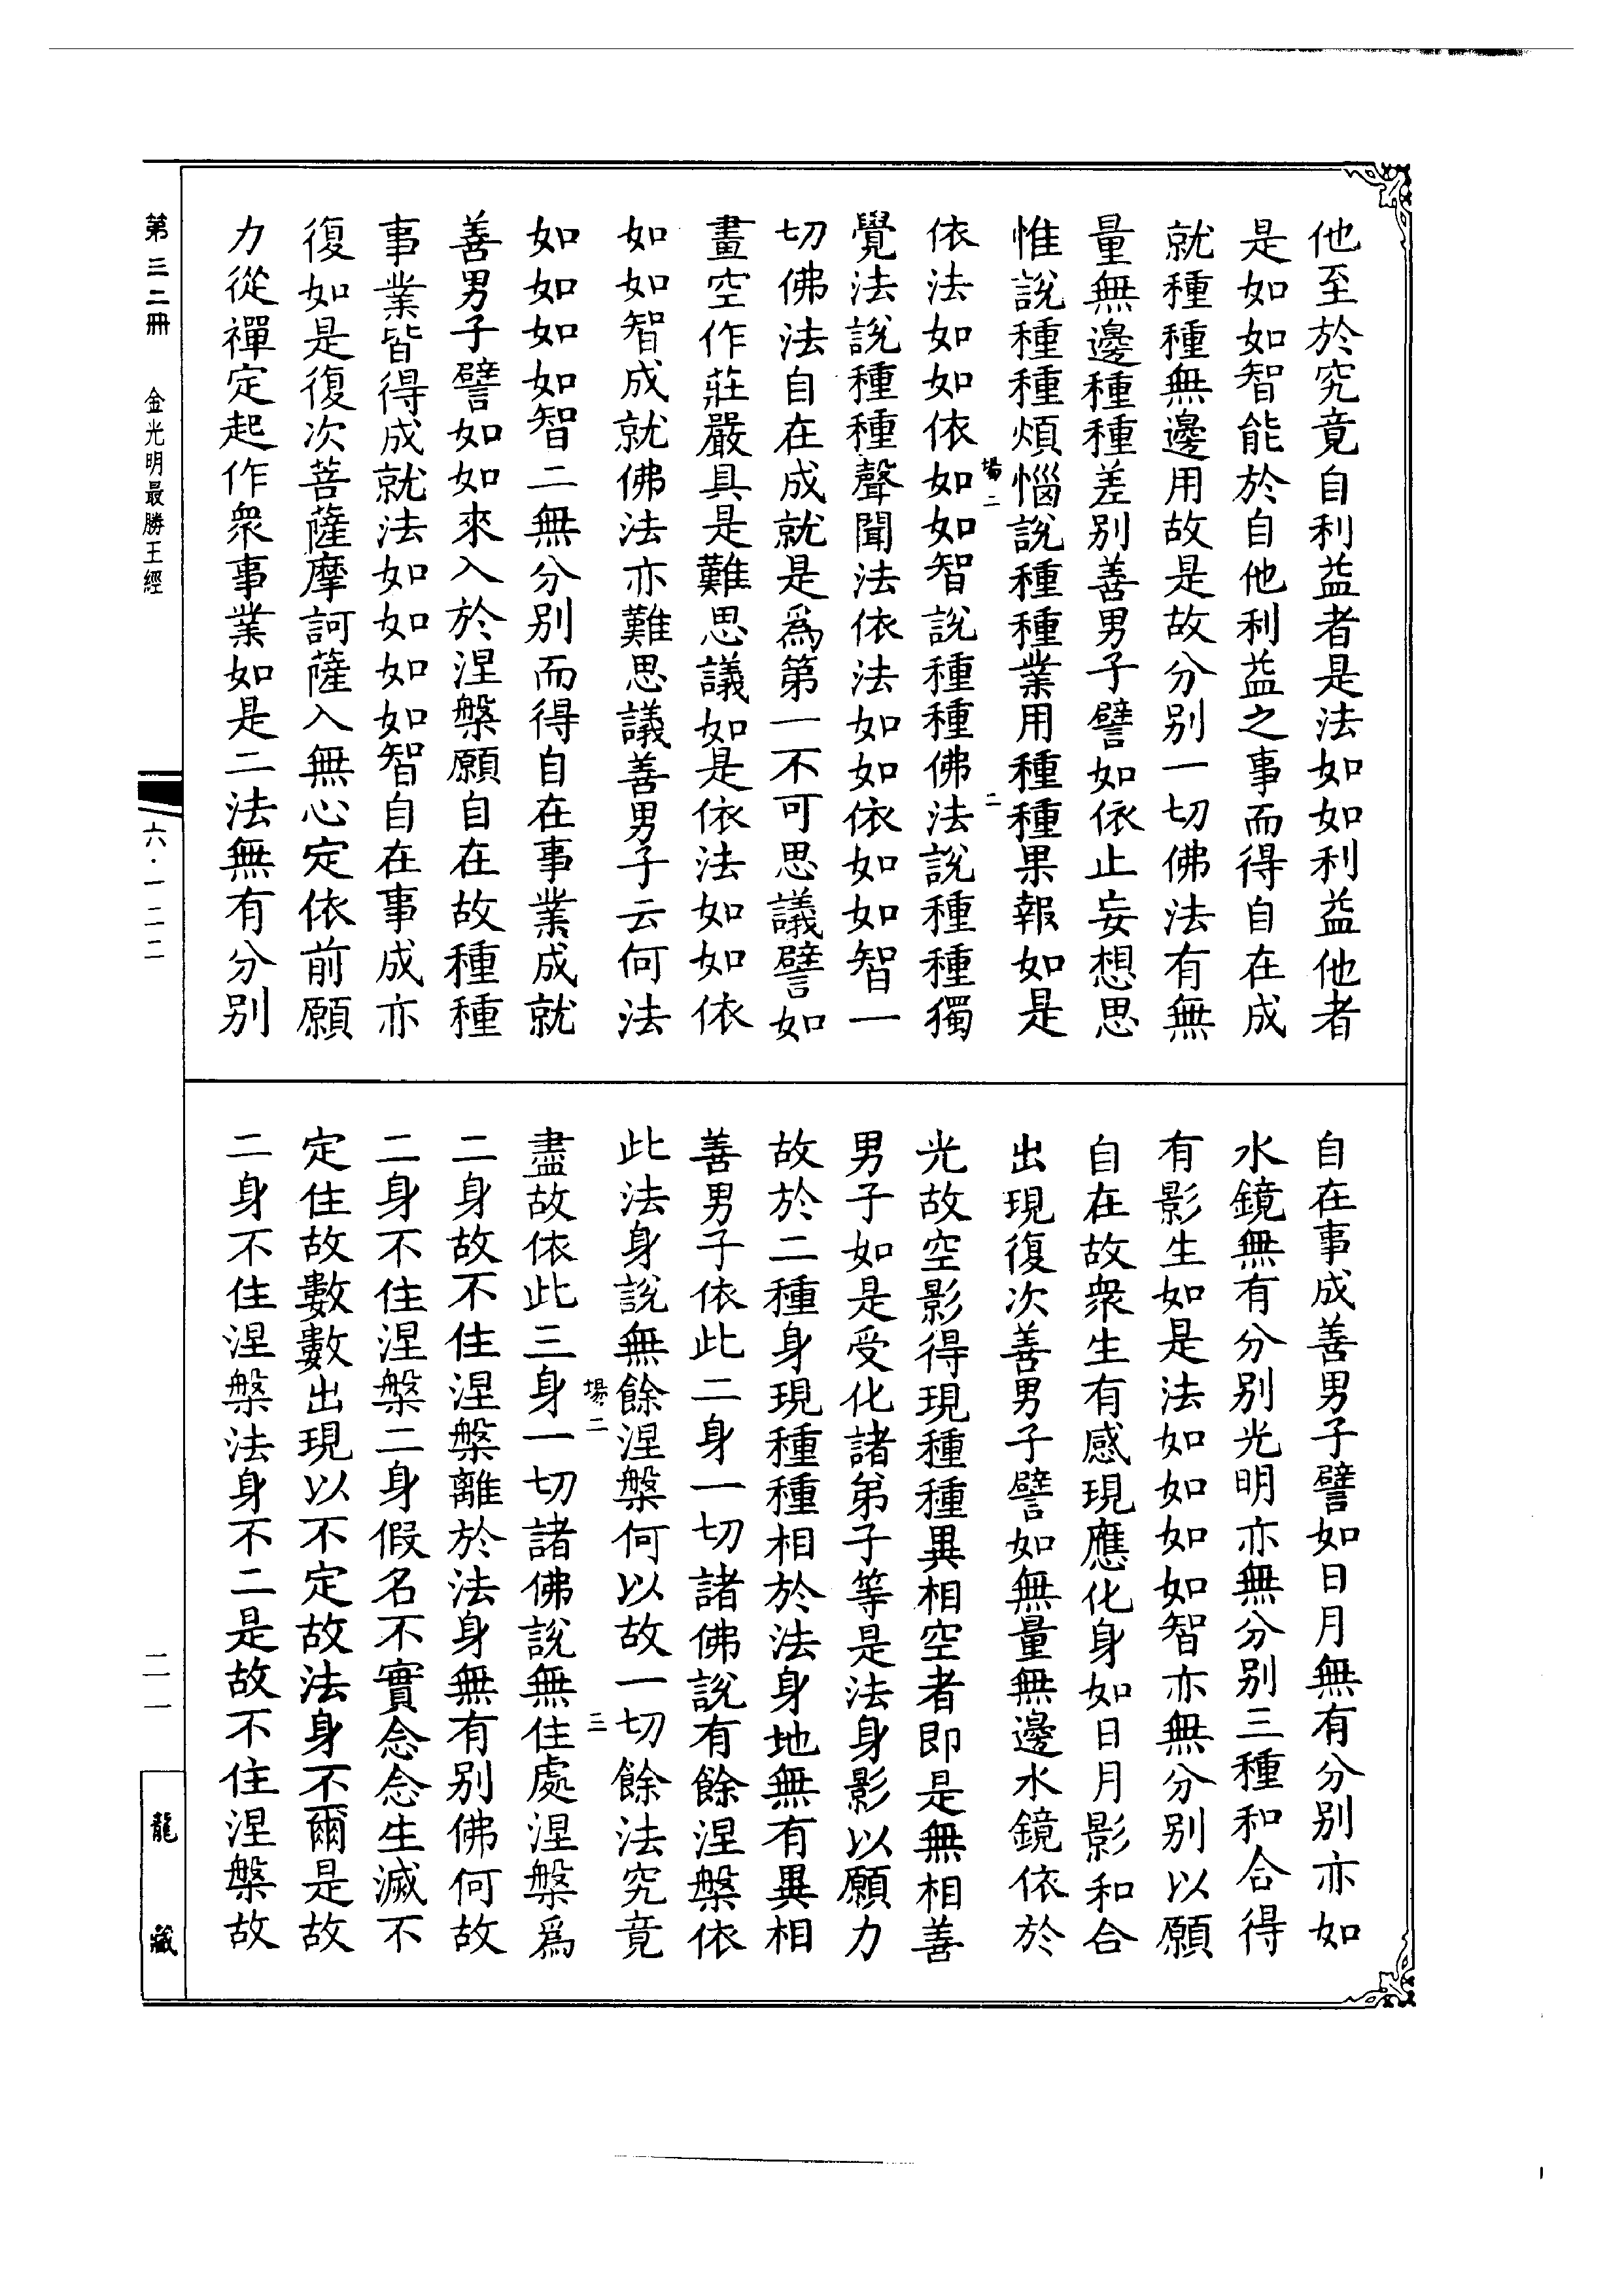 他至於究竟自利益者是法如如利益他者
是如如智能於自他利益之事而得自在成
就種種無邊用故是故分別一切佛法有無
量無邊種種差別善男子譬如依止妄想思
惟說種種煩惱說種種業用種種果報如是
場二
二
依法如如依如如智說種種佛法說種種獨
覺法說種種聲聞法依法如如依如如智一
切佛法自在成就是爲第一不可思議譬如
畫空作莊嚴具是難思議如是依法如如依
如如智成就佛法亦難思議善男子云何法
如如如如智二無分別而得自在事業成就
善男子譬如如來入於涅槃願自在故種種
事業皆得成就法如如如如智自在事成亦
復如是復次菩薩摩訶薩入無心定依前願
力從禪定起作衆事業如是二法無有分別
自在事成善男子譬如日月無有分別亦如
水鏡無有分別光明亦無分別三種和合得
有影生如是法如如如如智亦無分別以願
自在故衆生有感現應化身如日月影和合
出現復次善男子譬如無量無邊水鏡依於
光故空影得現種種異相空者即是無相善
男子如是受化諸弟子等是法身影以願力
故於二種身現種種相於法身地無有異相
善男子依此二身一切諸佛說有餘涅槃依
此法身說無餘涅槃何以故一切餘法究竟
場二
三
盡故依此三身一切諸佛說無住處涅槃爲
二身故不住涅槃離於法身無有別佛何故
二身不住涅槃二身假名不實念念生滅不
定住故數數出現以不定故法身不爾是故
二身不住涅槃法身不二是故不住涅槃故
第三二冊 金光明最勝王經
六·一二二
二一
龍藏